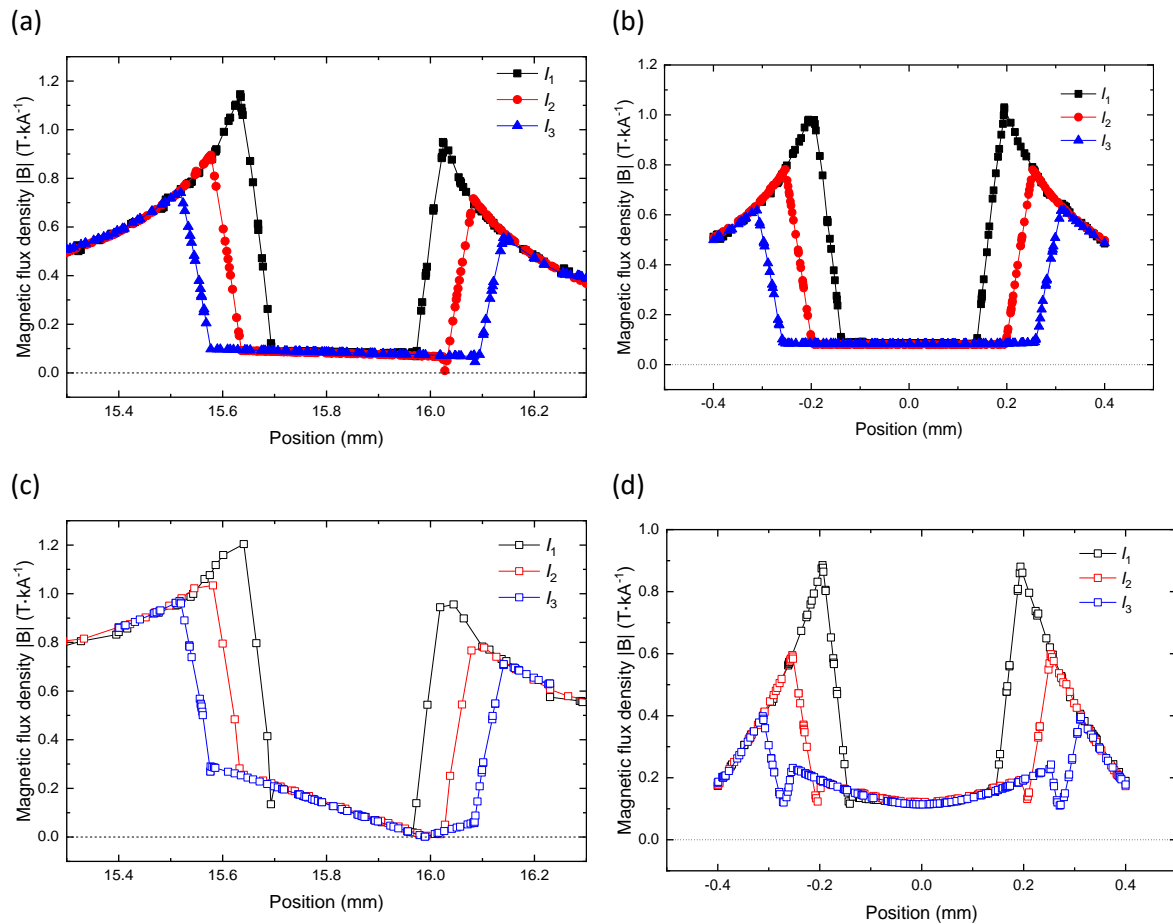 (a)
Magnetic flux density |B| (T·kA⁻¹)
1.2
1.0
0.8
0.6
0.4
0.2
0.0
15.4 15.6 15.8 16.0 16.2
Position (mm)
I₁
I₂
I₃
(b)
Magnetic flux density |B| (T·kA⁻¹)
1.2
1.0
0.8
0.6
0.4
0.2
0.0
-0.4 -0.2 0.0 0.2 0.4
Position (mm)
I₁
I₂
I₃
(c)
Magnetic flux density |B| (T·kA⁻¹)
1.2
1.0
0.8
0.6
0.4
0.2
0.0
15.4 15.6 15.8 16.0 16.2
Position (mm)
I₁
I₂
I₃
(d)
Magnetic flux density |B| (T·kA⁻¹)
1.0
0.8
0.6
0.4
0.2
0.0
-0.4 -0.2 0.0 0.2 0.4
Position (mm)
I₁
I₂
I₃